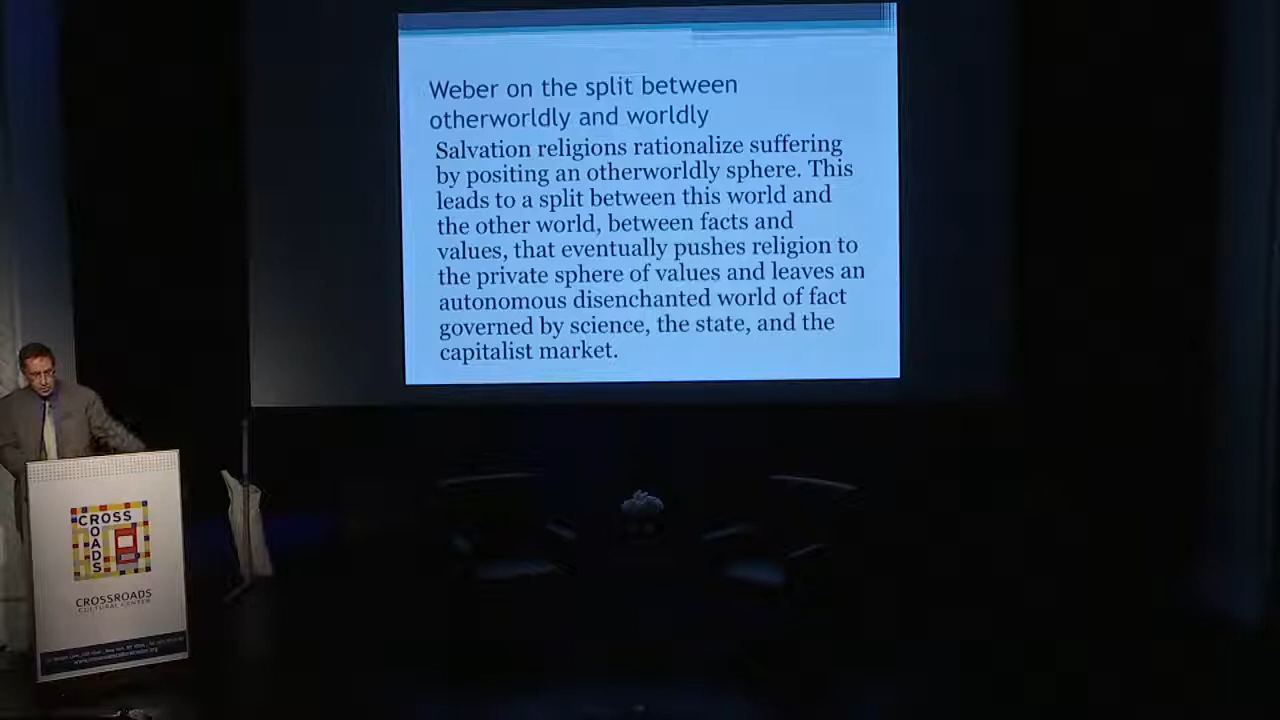 Weber on the split between
otherworldly and worldly
Salvation religions rationalize suffering
by positing an otherworldly sphere. This
leads to a split between this world and
the other world, between facts and
values, that eventually pushes religion to
the private sphere of values and leaves an
autonomous disenchanted world of fact
governed by science, the state, and the
capitalist market.
CROSS
ROADS
CROSSROADS
CULTURAL CENTER